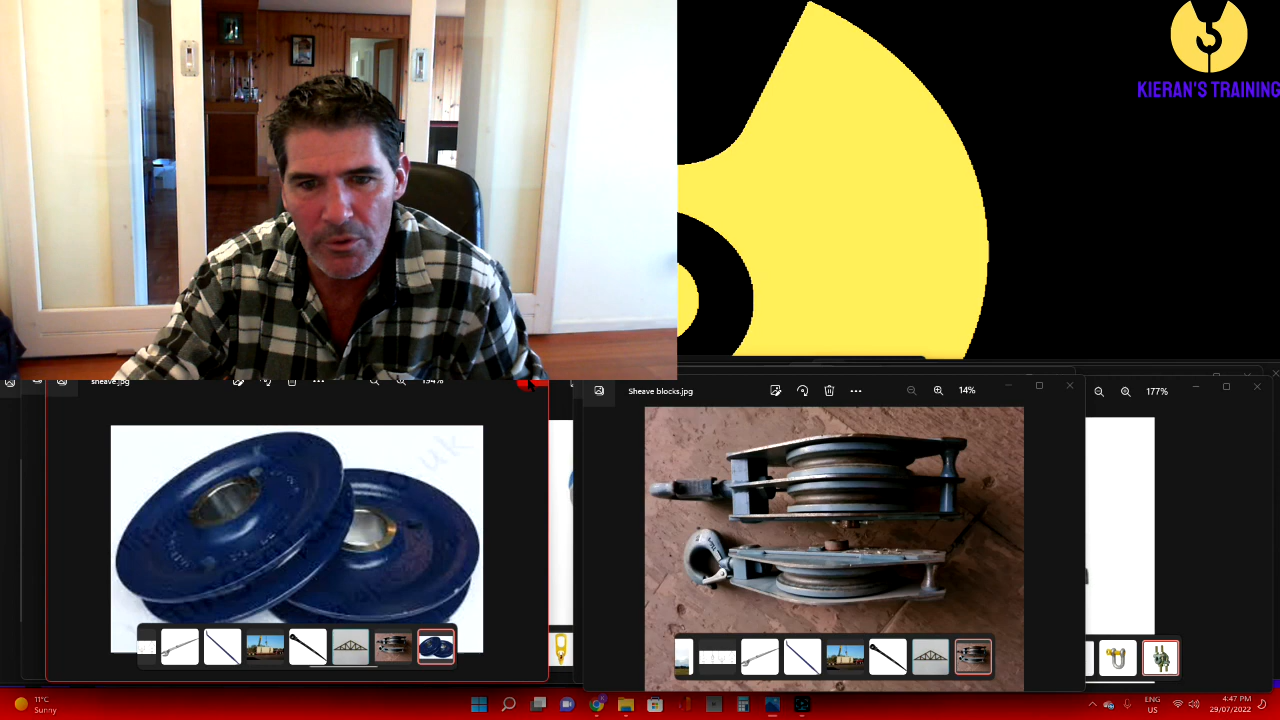 KIERAN'S TRAINING
sheave.jpg
194%
Sheave blocks.jpg
14%
177%
11°C
Sunny
ENG
US
4:47 PM
29/07/2022